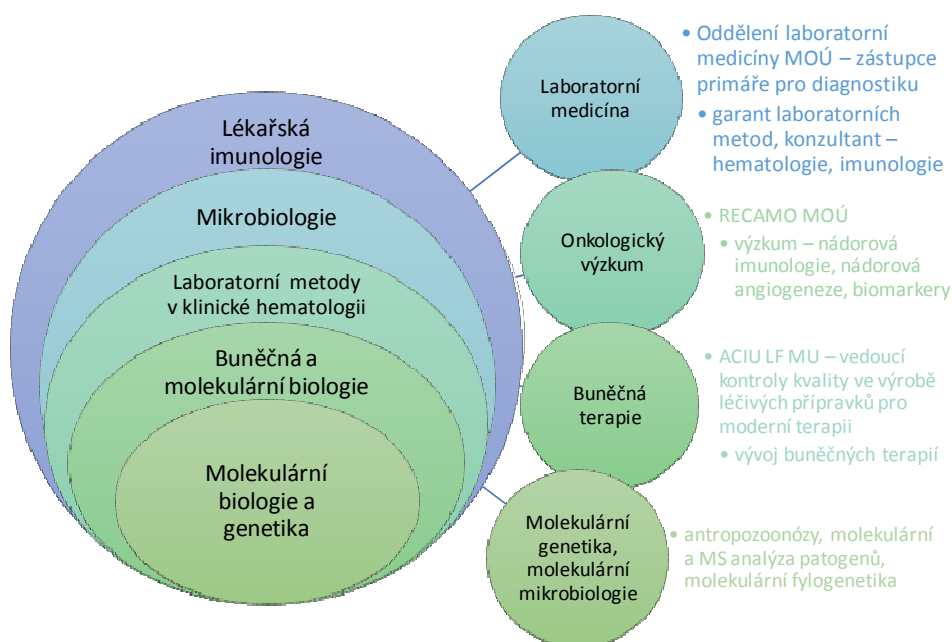 Lékařská
imunologie
Mikrobiologie
Laboratorní metody
v klinické hematologii
Buněčná a
molekulární biologie
Molekulární
biologie a
genetika
Laboratorní
medicína
Onkologický
výzkum
Buněčná
terapie
Molekulární
genetika,
molekulární
mikrobiologie
• Oddělení laboratorní
medicíny MOÚ – zástupce
primáře pro diagnostiku
• garant laboratorních
metod, konzultant –
hematologie, imunologie
• RECAMO MOÚ
• výzkum – nádorová
imunologie, nádorová
angiogeneze, biomarkery
• ACIU LF MU – vedoucí
kontroly kvality ve výrobě
léčivých přípravků pro
moderní terapii
• vývoj buněčných terapií
• antropozoonózy, molekulární
a MS analýza patogenů,
molekulární fylogenetika